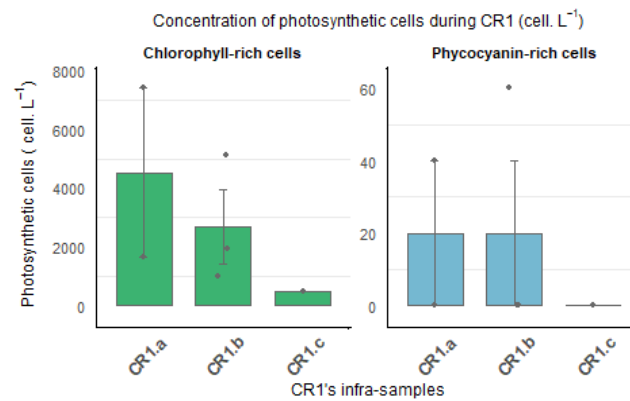 Concentration of photosynthetic cells during CR1 (cell. L⁻¹)
Chlorophyll-rich cells
Phycocyanin-rich cells
Photosynthetic cells ( cell. L⁻¹)
8000
6000
4000
2000
0
60
40
20
0
CR1.a
CR1.b
CR1.c
CR1.a
CR1.b
CR1.c
CR1's infra-samples